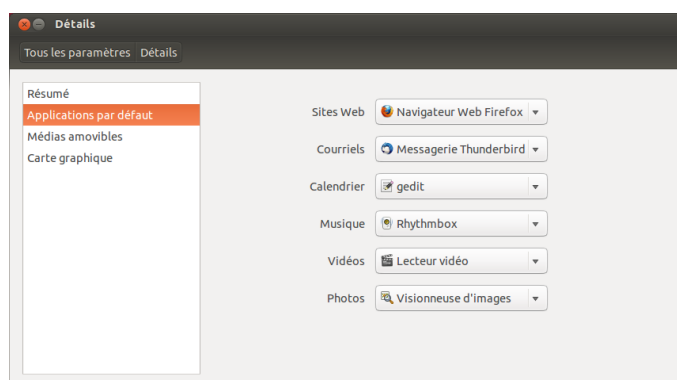 Détails
Tous les paramètres Détails
Résumé
Applications par défaut
Médias amovibles
Carte graphique
Sites Web Navigateur Web Firefox
Courriels Messagerie Thunderbird
Calendrier gedit
Musique Rhythmbox
Vidéos Lecteur vidéo
Photos Visionneuse d'images